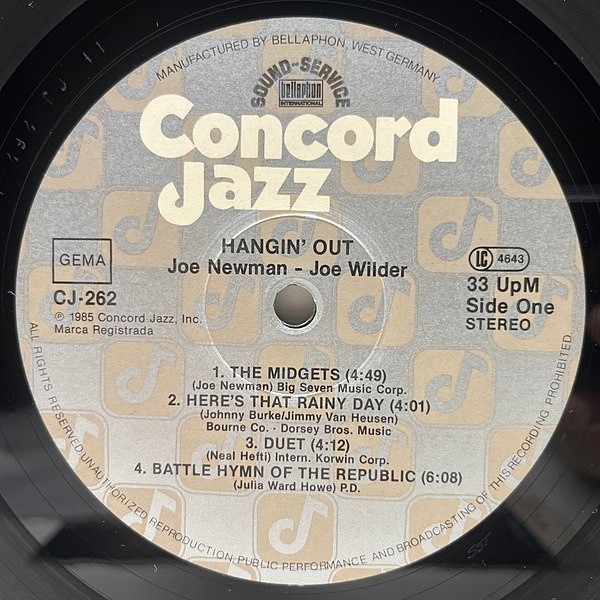 MANUFACTURED BY BELLAPHON, WEST GERMANY
SOUND-SERVICE
bellaphon
INTERNATIONAL
Concord
Jazz
HANGIN' OUT
Joe Newman - Joe Wilder
GEMA
CJ-262
℗ 1985 Concord Jazz, Inc.
Marca Registrada
LC 4643
33 UpM
Side One
STEREO
1. THE MIDGETS (4:49)
(Joe Newman) Big Seven Music Corp.
2. HERE'S THAT RAINY DAY (4:01)
(Johnny Burke/Jimmy Van Heusen)
Bourne Co. - Dorsey Bros. Music
3. DUET (4:12)
(Neal Hefti) Intern. Korwin Corp.
4. BATTLE HYMN OF THE REPUBLIC (6:08)
(Julia Ward Howe) P.D.
ALL RIGHTS RESERVED. UNAUTHORIZED REPRODUCTION, PUBLIC PERFORMANCE AND BROADCASTING OF THIS RECORDING PROHIBITED